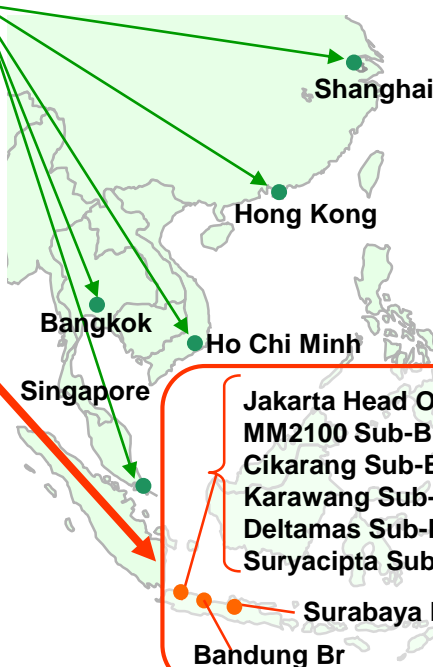 Shanghai
Hong Kong
Bangkok
Ho Chi Minh
Singapore
Jakarta Head O
MM2100 Sub-B
Cikarang Sub-
Karawang Sub-
Deltamas Sub-
Suryacipta Sub
Surabaya
Bandung Br